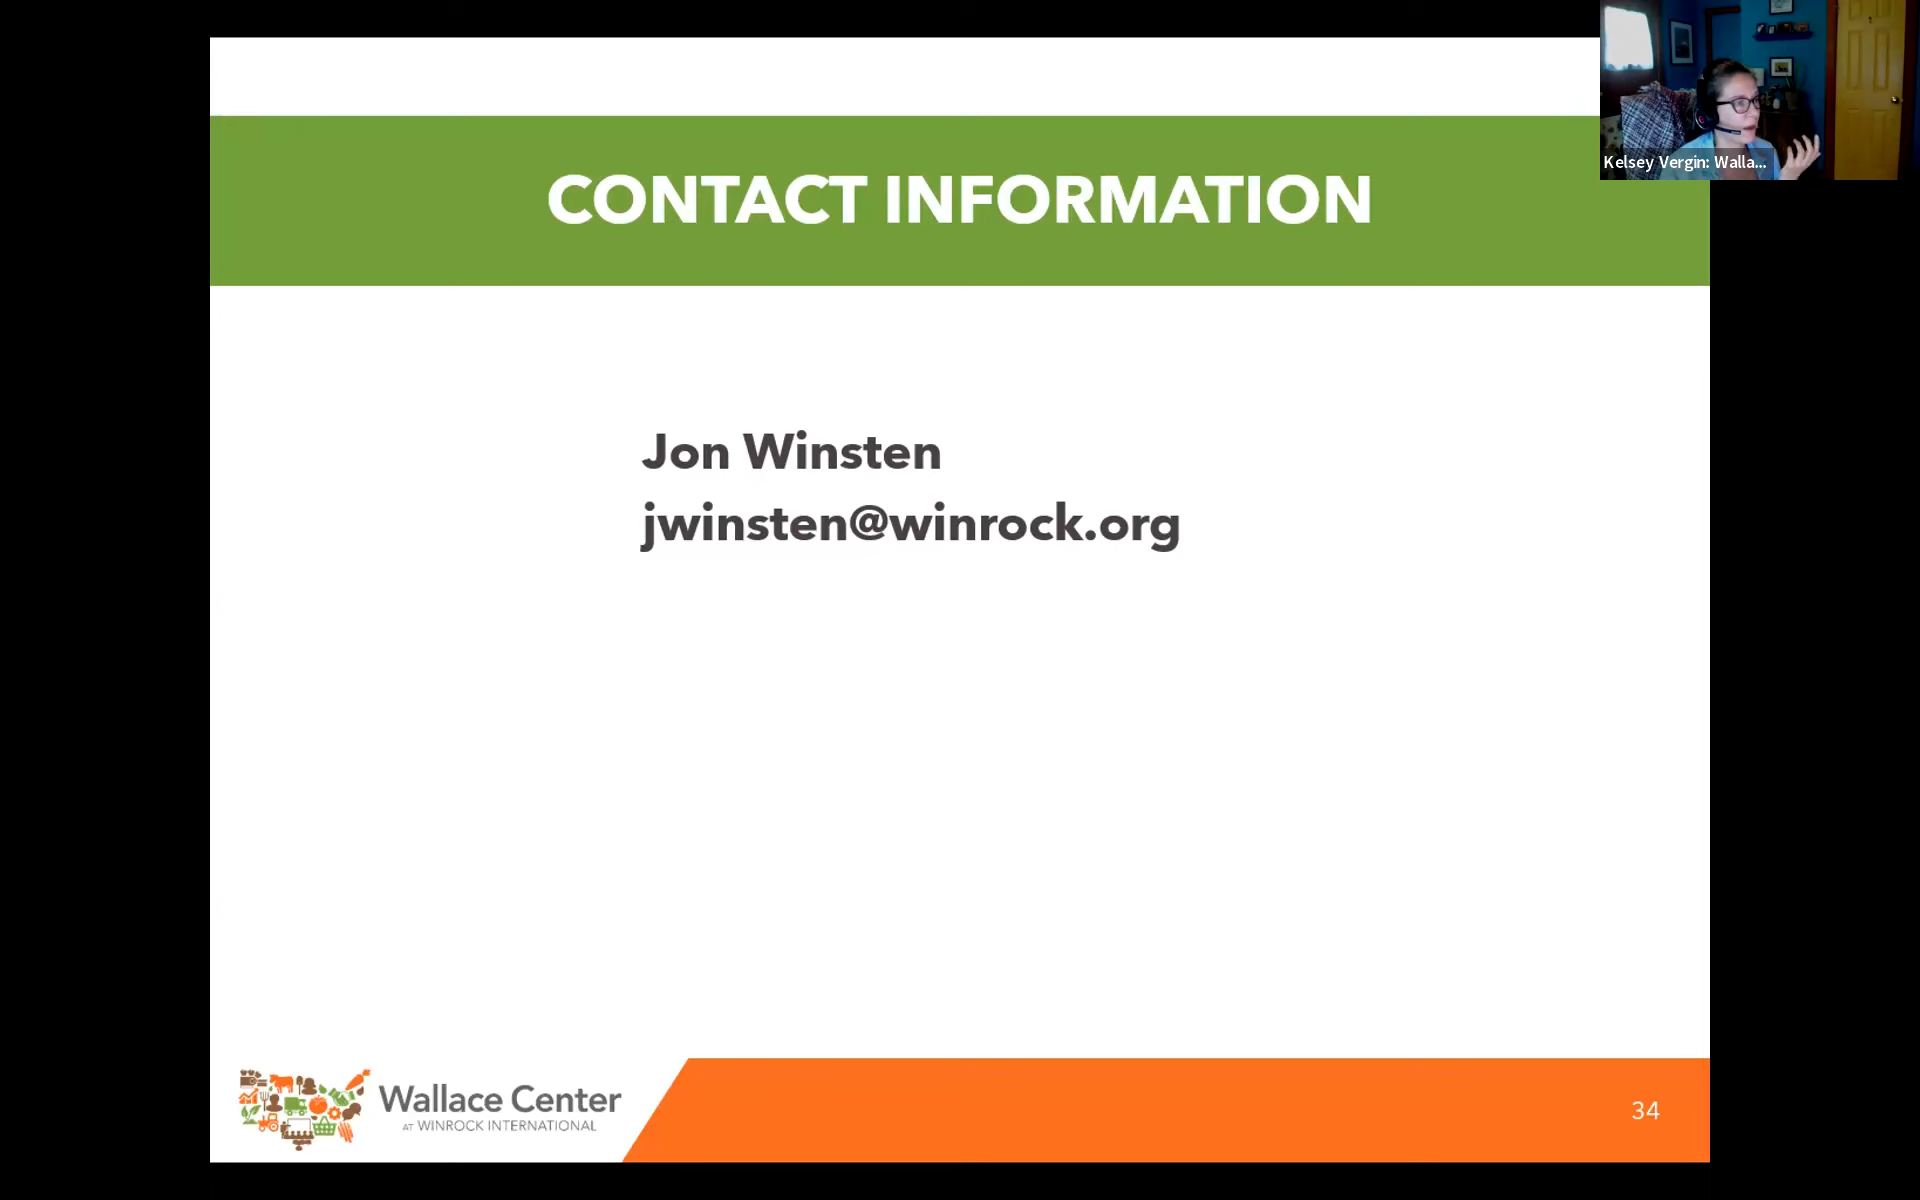 Kelsey Vergin: Walla...
CONTACT INFORMATION
Jon Winsten
jwinsten@winrock.org
Wallace Center
AT WINROCK INTERNATIONAL
34